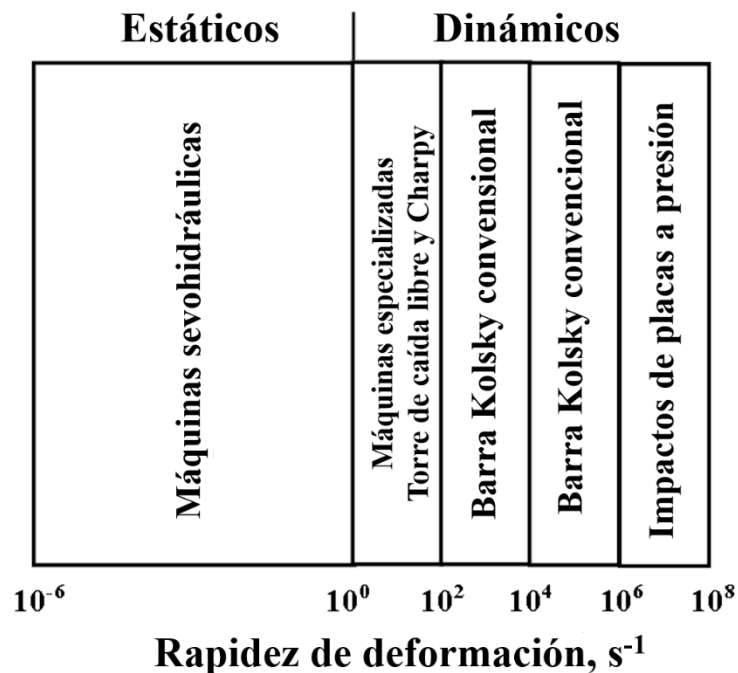 Estáticos
Dinámicos
Máquinas sevohidráulicas
Máquinas especializadas
Torre de caída libre y Charpy
Barra Kolsky convensional
Barra Kolsky convencional
Impactos de placas a presión
10⁻⁶
10⁰
10²
10⁴
10⁶
10⁸
Rapidez de deformación, s⁻¹